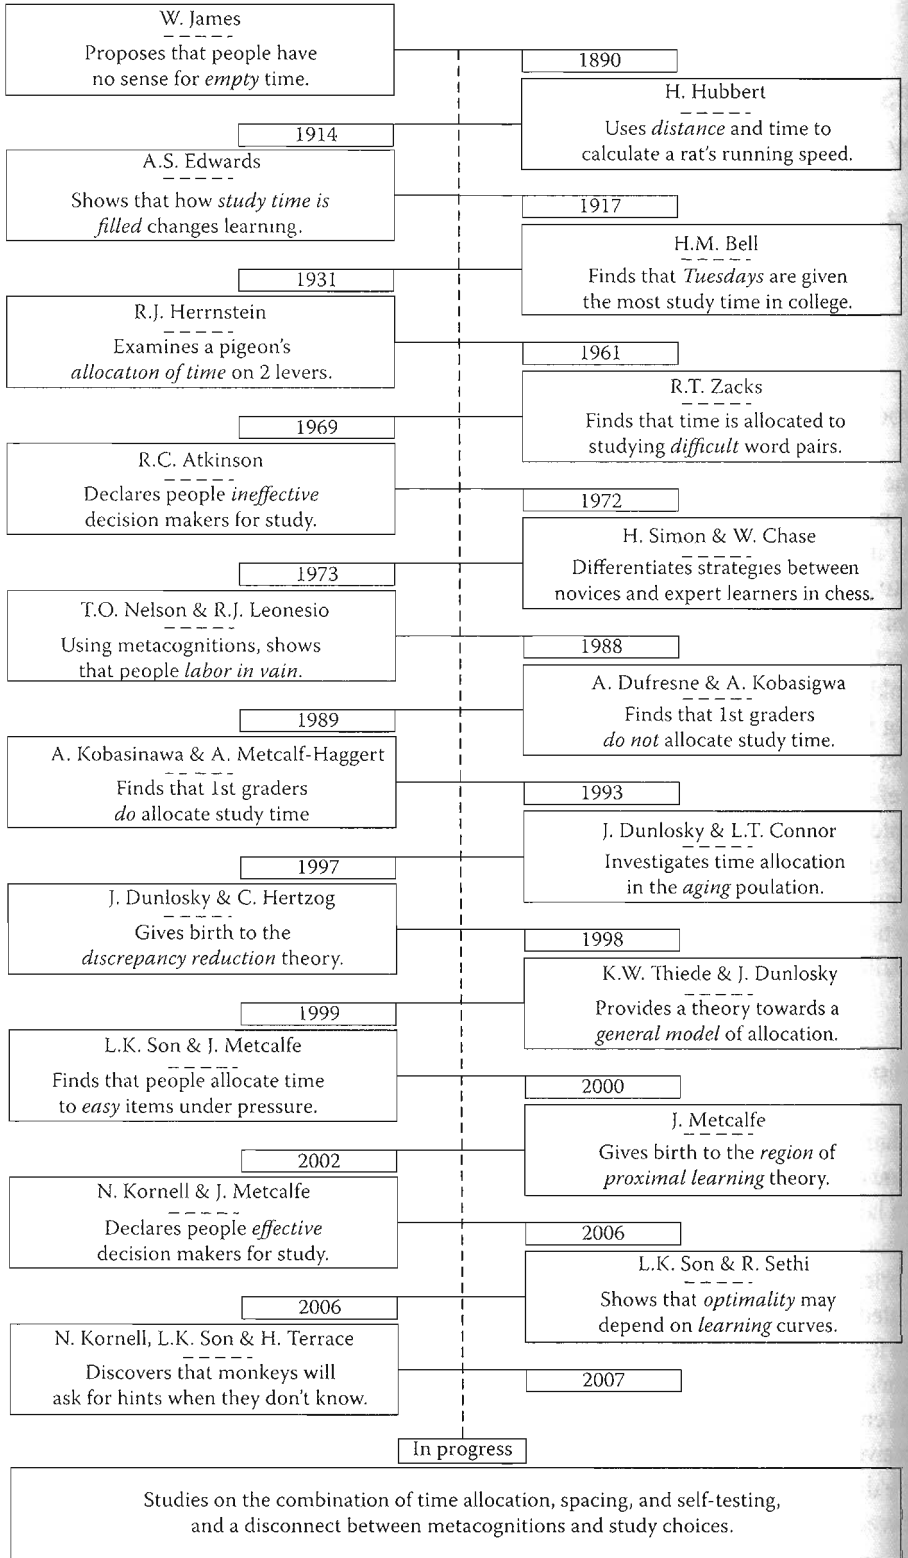 W. James
Proposes that people have
no sense for empty time.
1890
H. Hubbert
Uses distance and time to
calculate a rat's running speed.
1914
A.S. Edwards
Shows that how study time is
filled changes learning.
1917
H.M. Bell
Finds that Tuesdays are given
the most study time in college.
1931
R.J. Herrnstein
Examines a pigeon's
allocation of time on 2 levers.
1961
R.T. Zacks
Finds that time is allocated to
studying difficult word pairs.
1969
R.C. Atkinson
Declares people ineffective
decision makers for study.
1972
H. Simon & W. Chase
Differentiates strategies between
novices and expert learners in chess.
1973
T.O. Nelson & R.J. Leonesio
Using metacognitions, shows
that people labor in vain.
1988
A. Dufresne & A. Kobasigwa
Finds that 1st graders
do not allocate study time.
1989
A. Kobasinawa & A. Metcalf-Haggert
Finds that 1st graders
do allocate study time
1993
J. Dunlosky & L.T. Connor
Investigates time allocation
in the aging poulation.
1997
J. Dunlosky & C. Hertzog
Gives birth to the
discrepancy reduction theory.
1998
K.W. Thiede & J. Dunlosky
Provides a theory towards a
general model of allocation.
1999
L.K. Son & J. Metcalfe
Finds that people allocate time
to easy items under pressure.
2000
J. Metcalfe
Gives birth to the region of
proximal learning theory.
2002
N. Kornell & J. Metcalfe
Declares people effective
decision makers for study.
2006
L.K. Son & R. Sethi
Shows that optimality may
depend on learning curves.
2006
N. Kornell, L.K. Son & H. Terrace
Discovers that monkeys will
ask for hints when they don't know.
2007
In progress
Studies on the combination of time allocation, spacing, and self-testing,
and a disconnect between metacognitions and study choices.